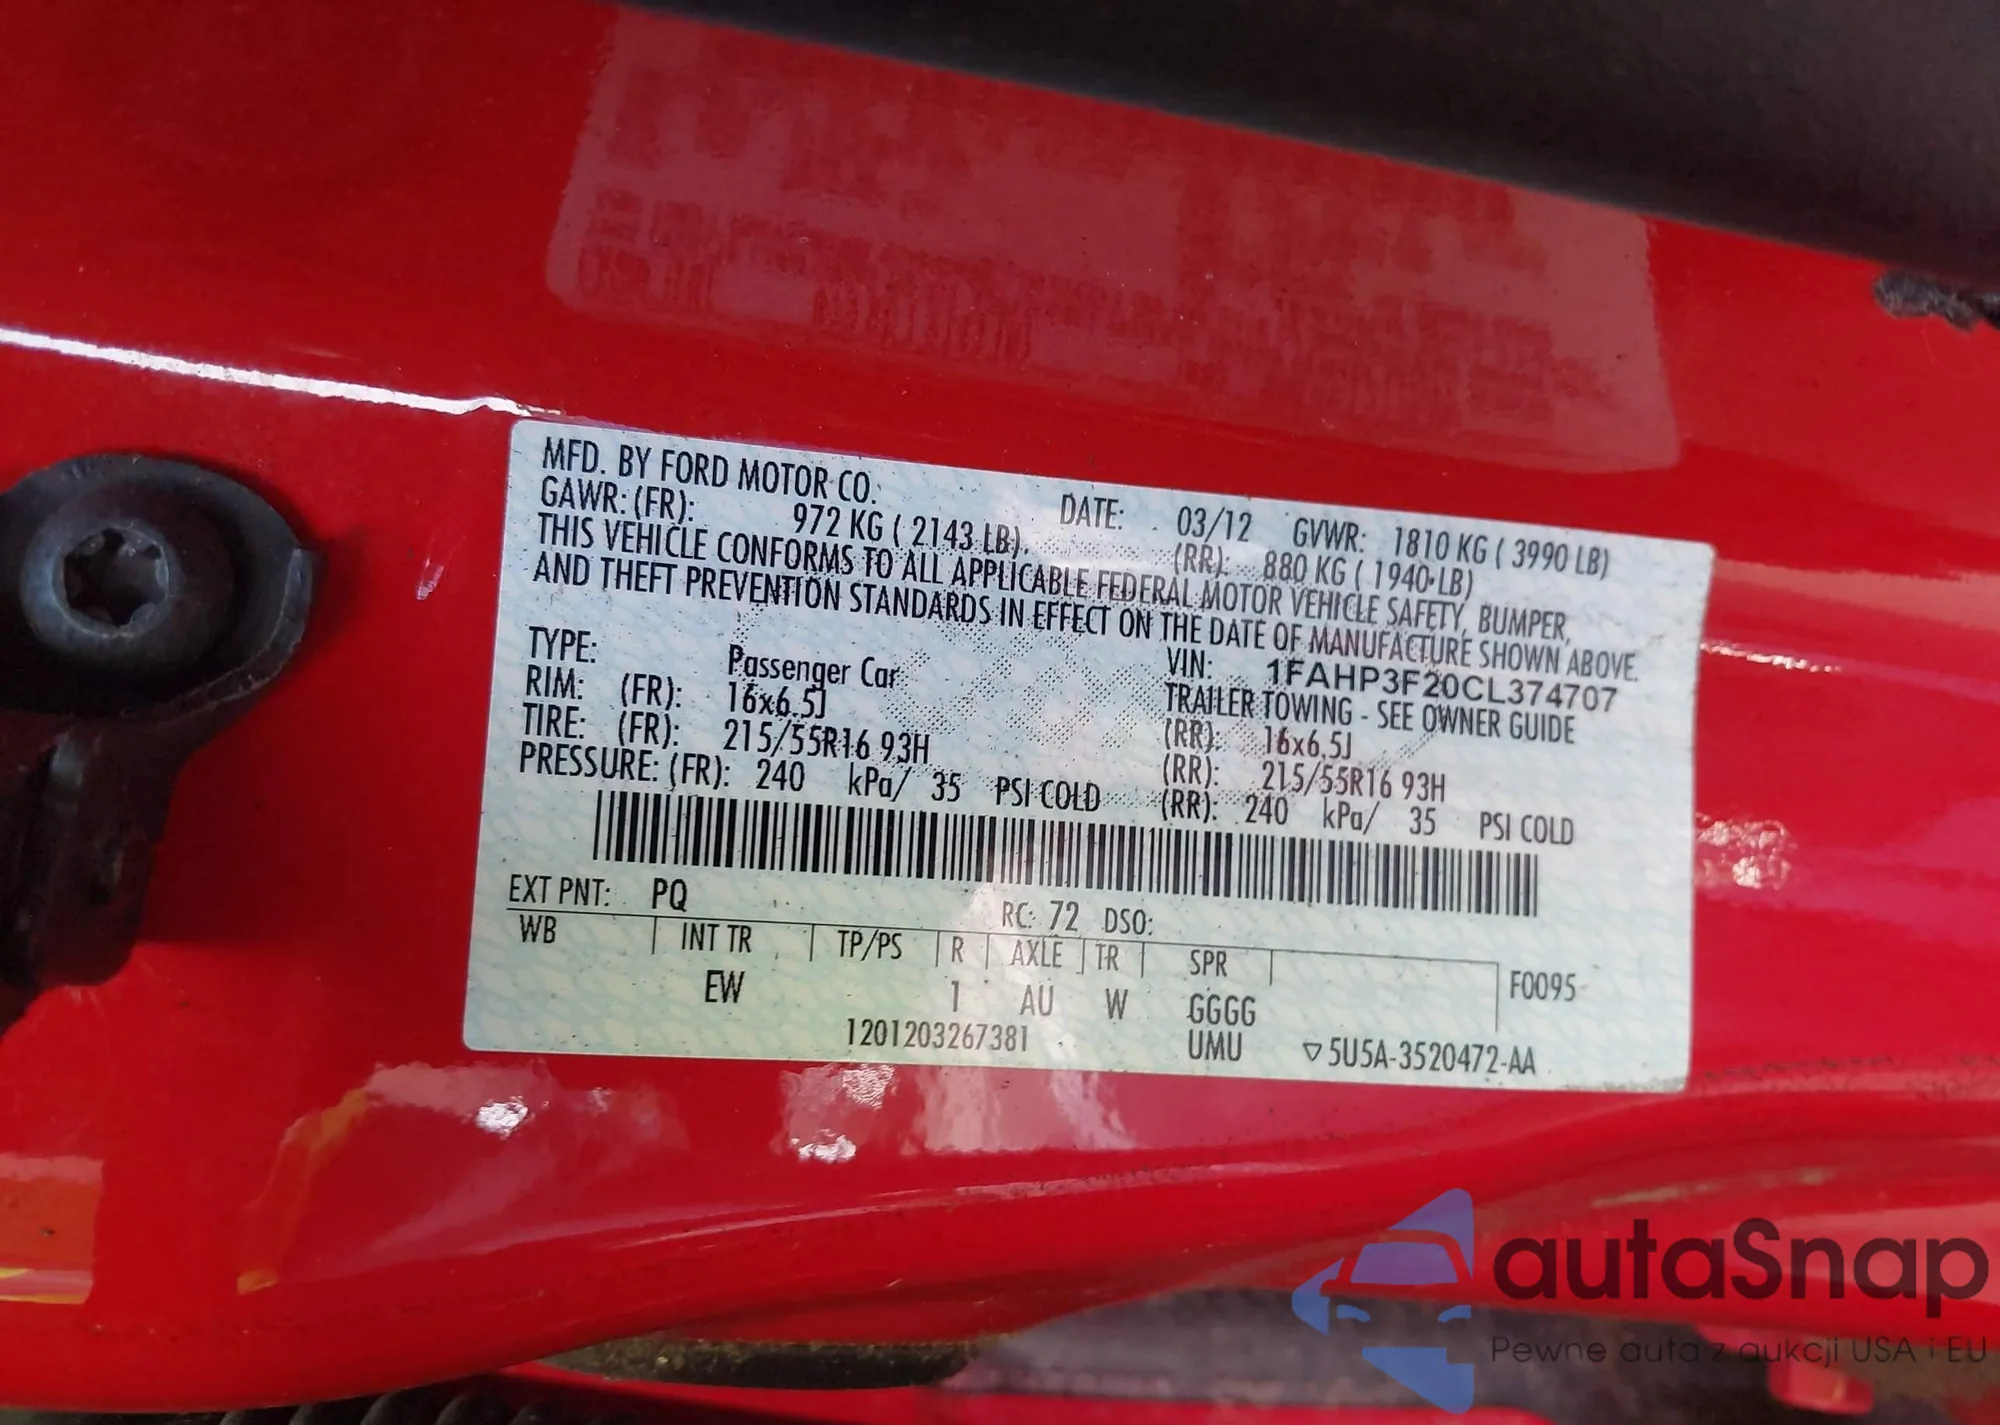 MFD. BY FORD MOTOR CO. DATE: 03/12 GVWR: 1810 KG ( 3990 LB)
GAWR: (FR): 972 KG ( 2143 LB). (RR): 880 KG ( 1940 LB)
THIS VEHICLE CONFORMS TO ALL APPLICABLE FEDERAL MOTOR VEHICLE SAFETY, BUMPER,
AND THEFT PREVENTION STANDARDS IN EFFECT ON THE DATE OF MANUFACTURE SHOWN ABOVE.
VIN: 1FAHP3F20CL374707
TYPE: Passenger Car TRAILER TOWING - SEE OWNER GUIDE
RIM: (FR): 16x6.5J (RR): 16x6.5J
TIRE: (FR): 215/55R16 93H (RR): 215/55R16 93H
PRESSURE: (FR): 240 kPa/ 35 PSI COLD (RR): 240 kPa/ 35 PSI COLD
EXT PNT: PQ RC: 72 DSO:
WB INT TR TP/PS R AXLE TR SPR F0095
EW 1 AU W GGGG
1201203267381 UMU ▽5U5A-3520472-AA
autaSnap
Pewne auta z aukcji USA i EU